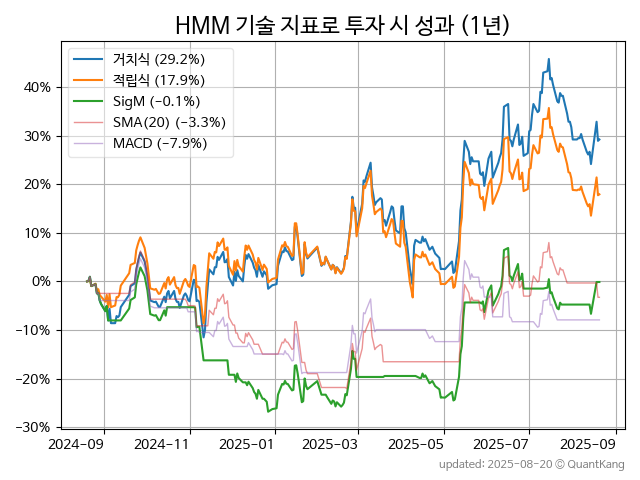 HMM 기술 지표로 투자 시 성과 (1년)
거치식 (29.2%)
적립식 (17.9%)
SigM (−0.1%)
SMA(20) (−3.3%)
MACD (−7.9%)
40%
30%
20%
10%
0%
−10%
−20%
−30%
2024-09 2024-11 2025-01 2025-03 2025-05 2025-07 2025-09
updated: 2025-08-20 © QuantKang